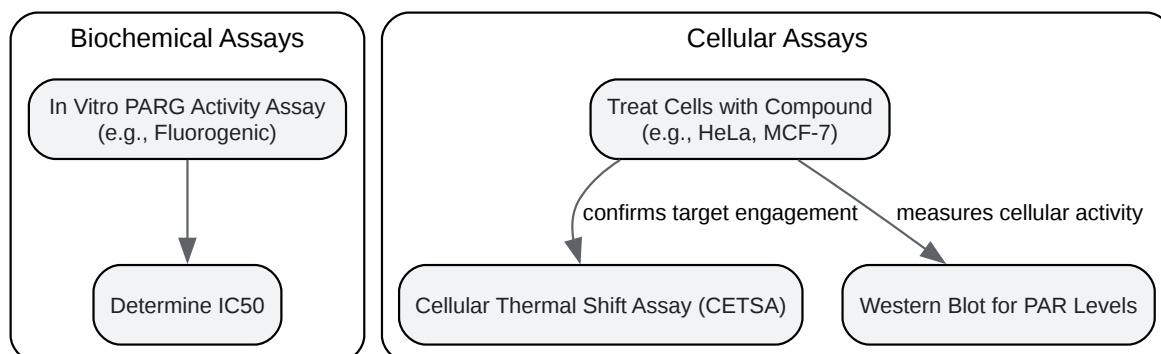 Biochemical Assays
In Vitro PARG Activity Assay
(e.g., Fluorogenic)
Determine IC50
Cellular Assays
Treat Cells with Compound
(e.g., HeLa, MCF-7)
confirms target engagement
measures cellular activity
Cellular Thermal Shift Assay (CETSA)
Western Blot for PAR Levels